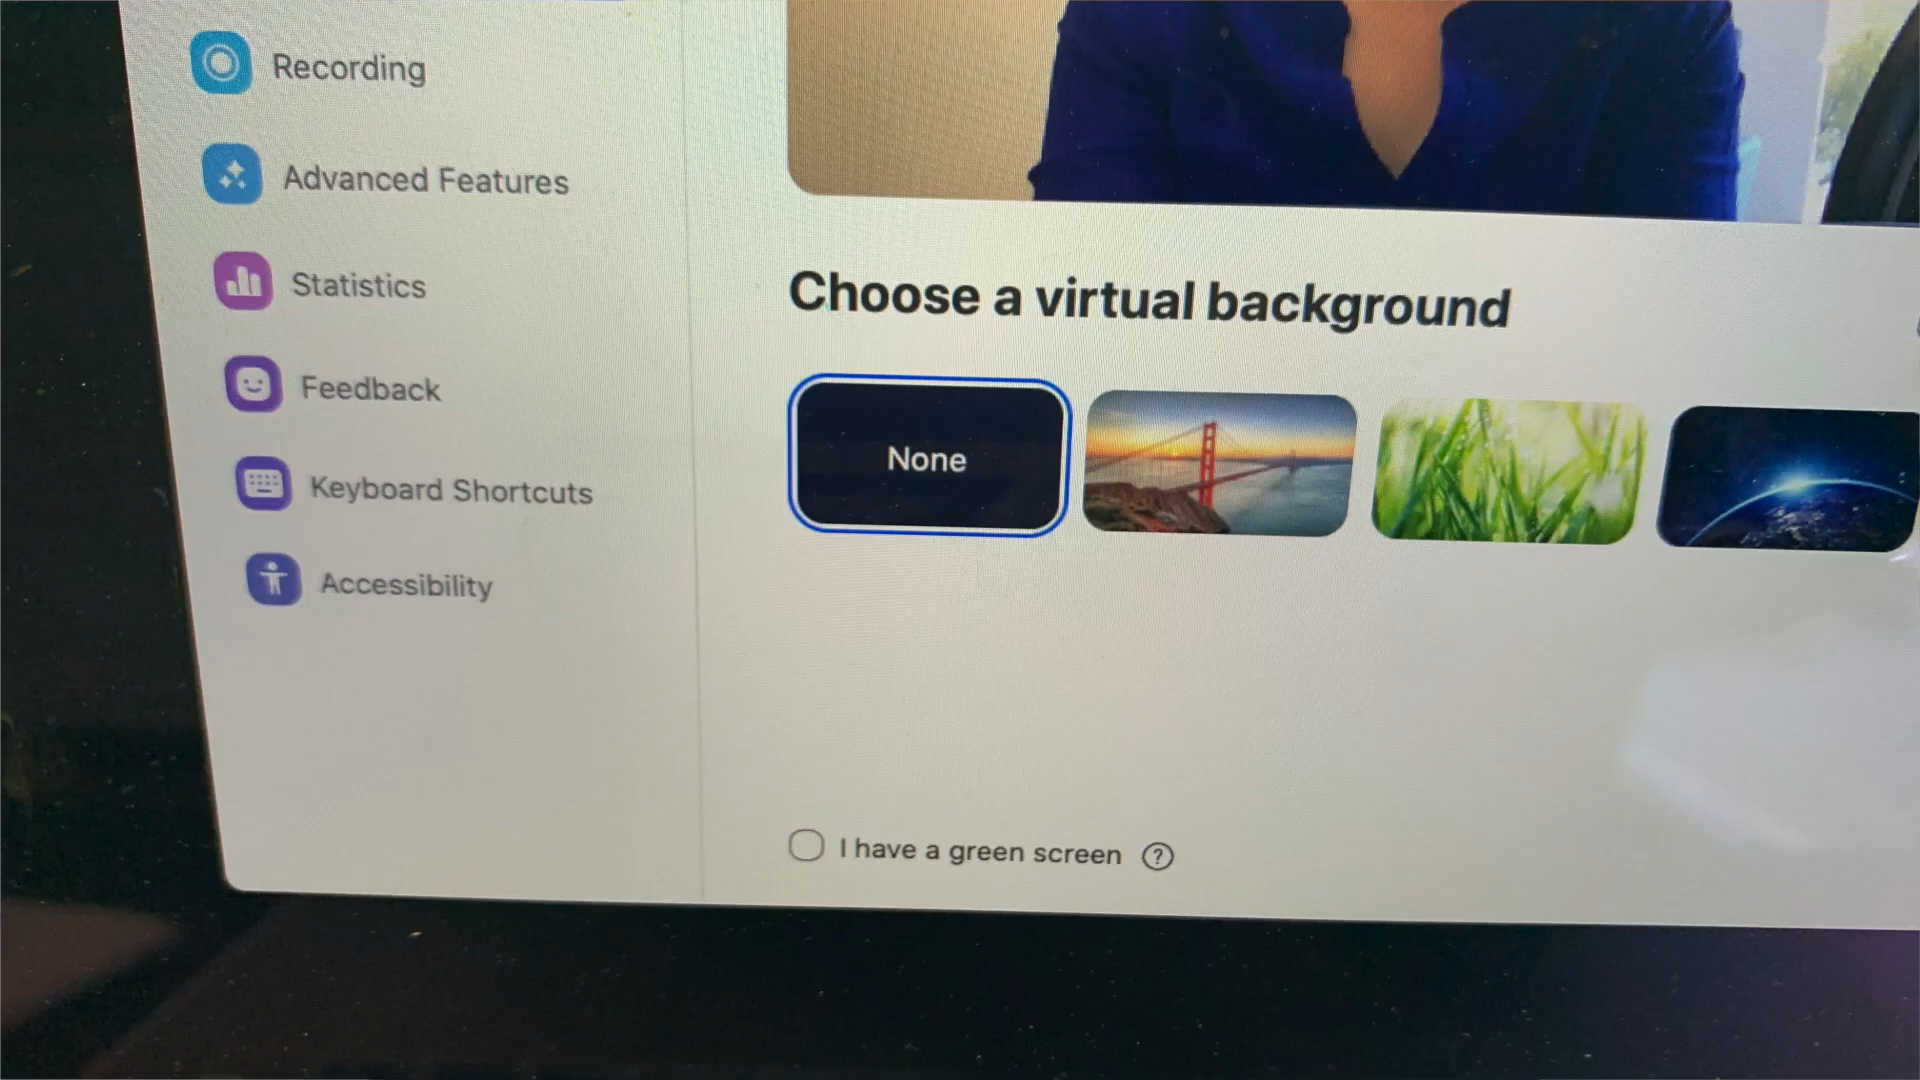 Recording
Advanced Features
Statistics
Feedback
Keyboard Shortcuts
Accessibility
Choose a virtual background
None
I have a green screen ?